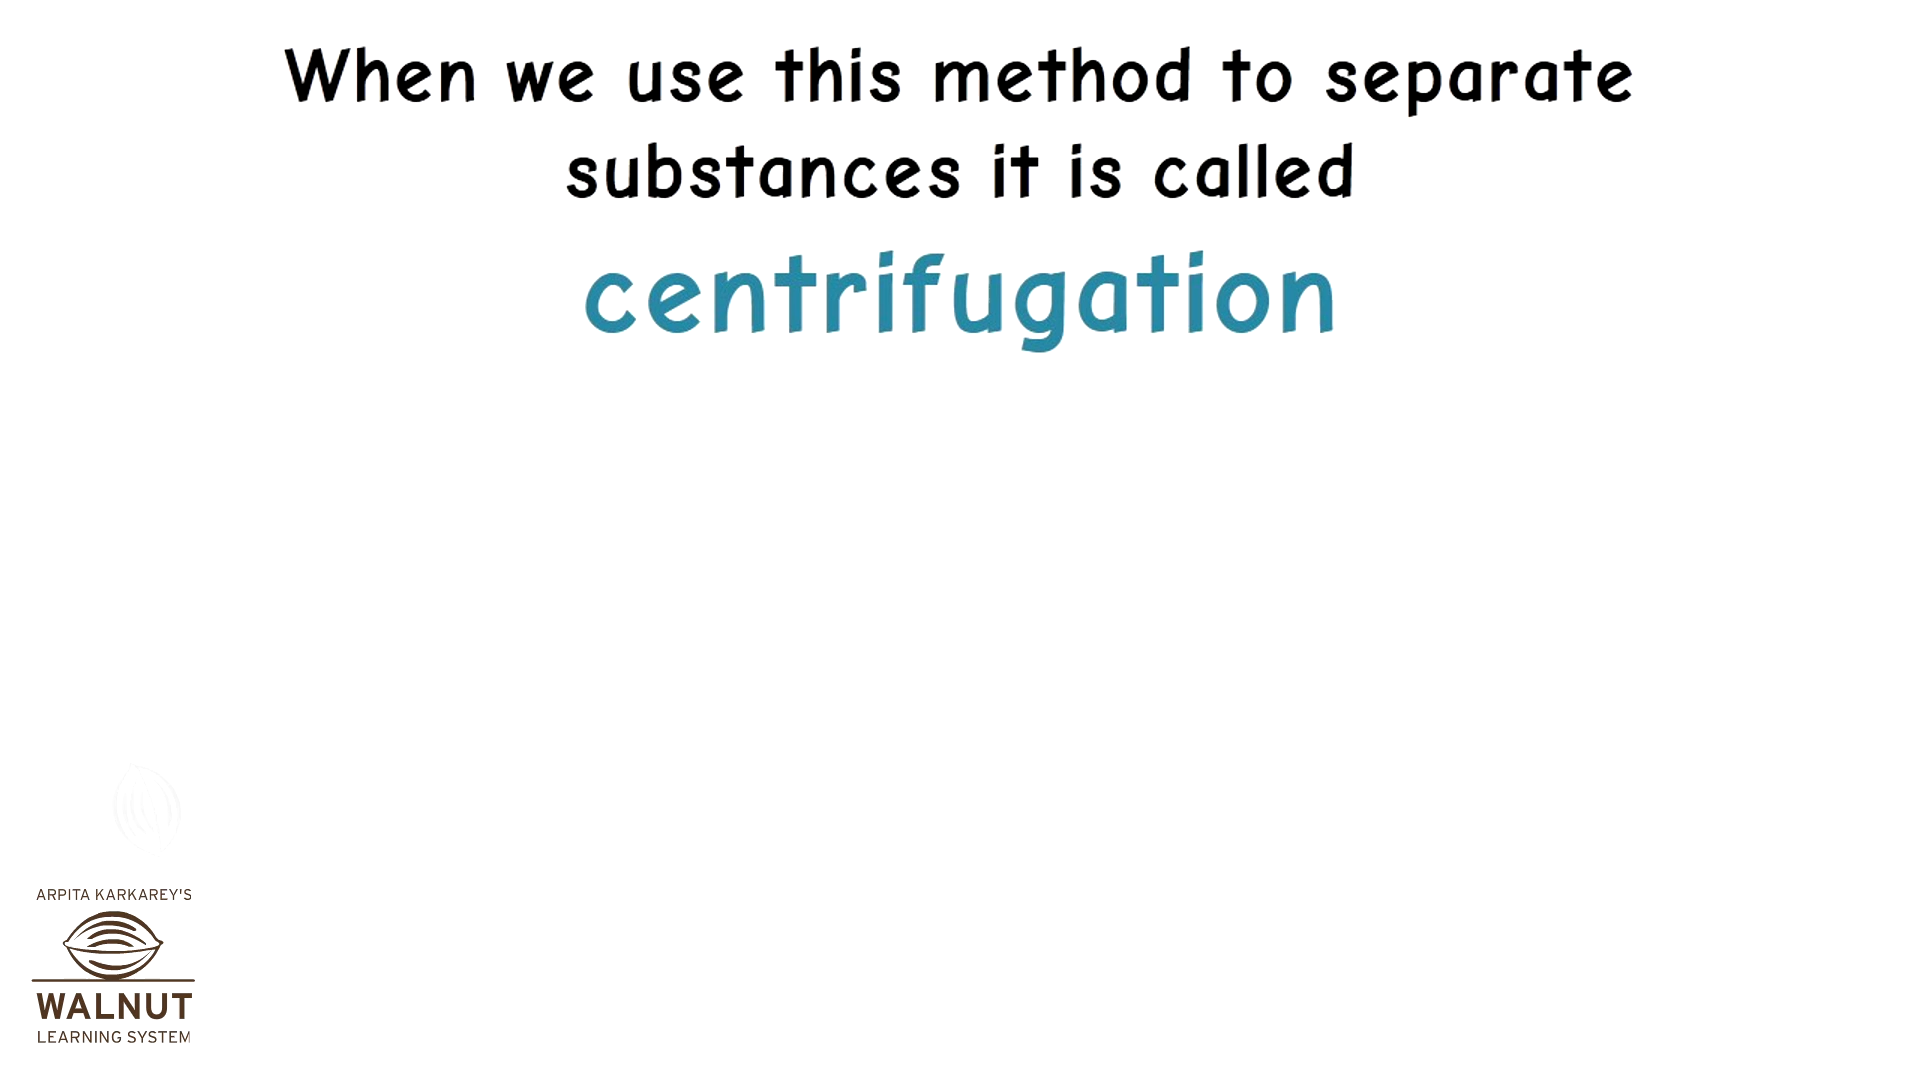 When we use this method to separate
substances it is called
centrifugation
ARPITA KARKAREY'S
WALNUT
LEARNING SYSTEM